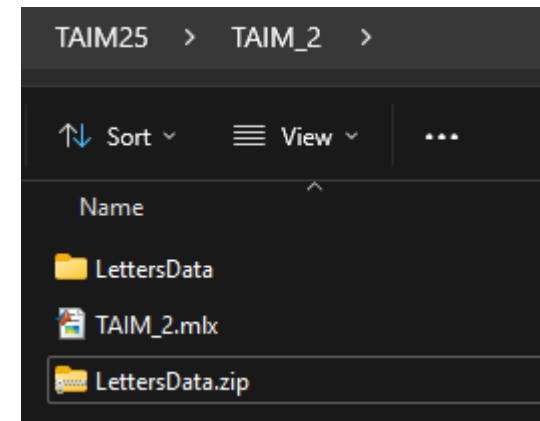 TAIM25 > TAIM_2 >
Sort View ...
Name
LettersData
TAIM_2.mlx
LettersData.zip